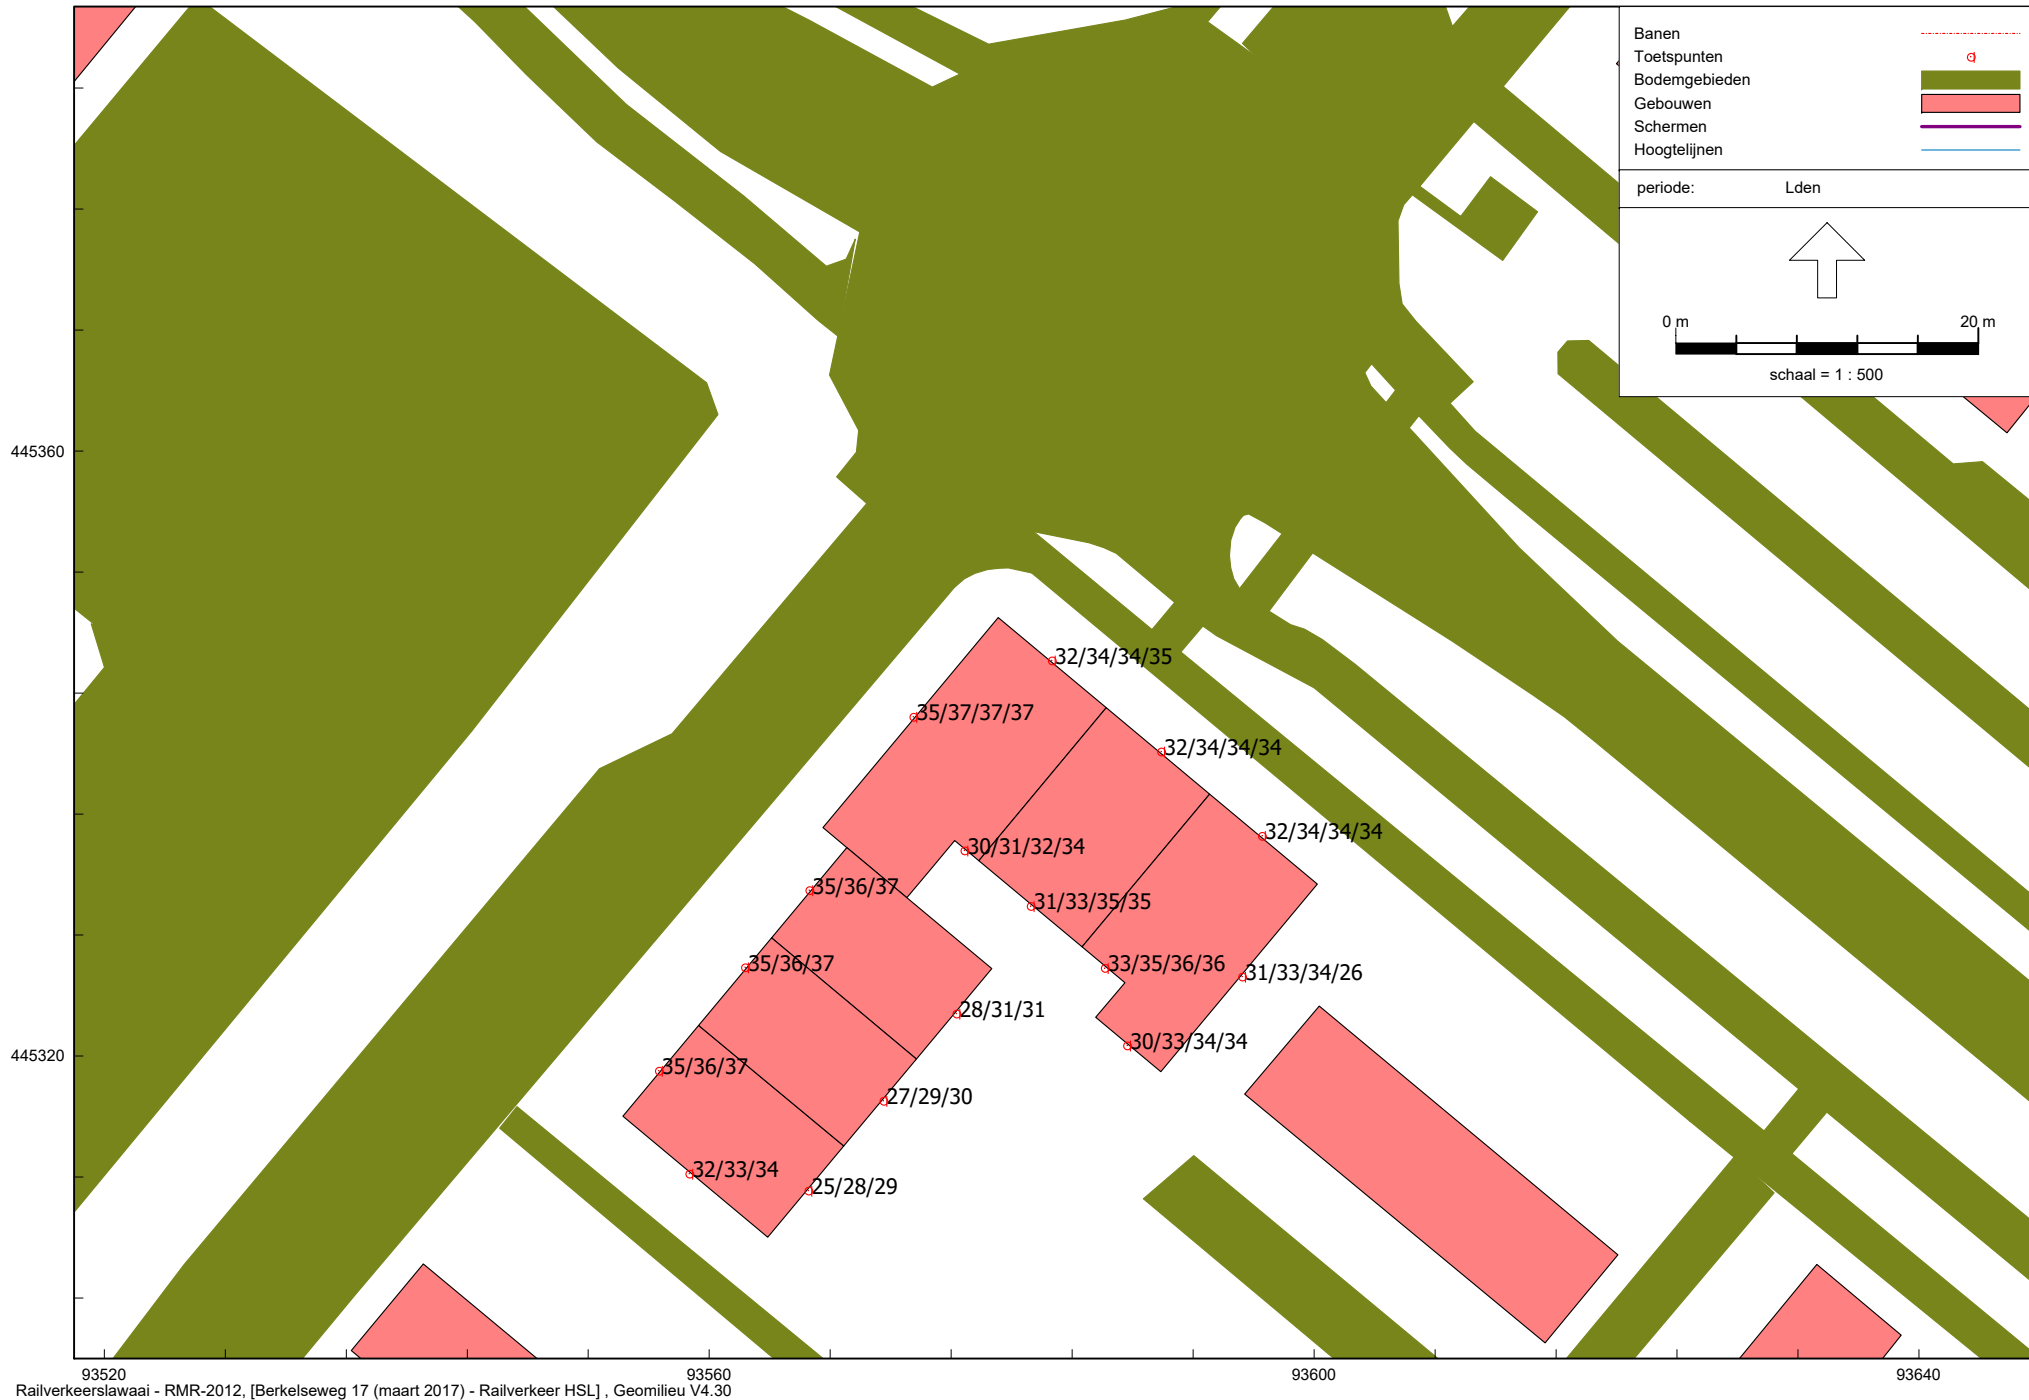 Banen
Toetspunten
Bodemgebieden
Gebouwen
Schermen
Hoogtelijnen
periode: Lden
0 m 20 m
schaal = 1 : 500
445360
32/34/34/35
35/37/37/37
32/34/34/34
32/34/34/34
30/31/32/34
35/36/37
31/33/35/35
35/36/37
33/35/36/36
31/33/34/26
28/31/31
30/33/34/34
445320
35/36/37
27/29/30
32/33/34
25/28/29
93520 93560 93600 93640
Railverkeerslawaai - RMR-2012, [Berkelseweg 17 (maart 2017) - Railverkeer HSL] , Geomilieu V4.30